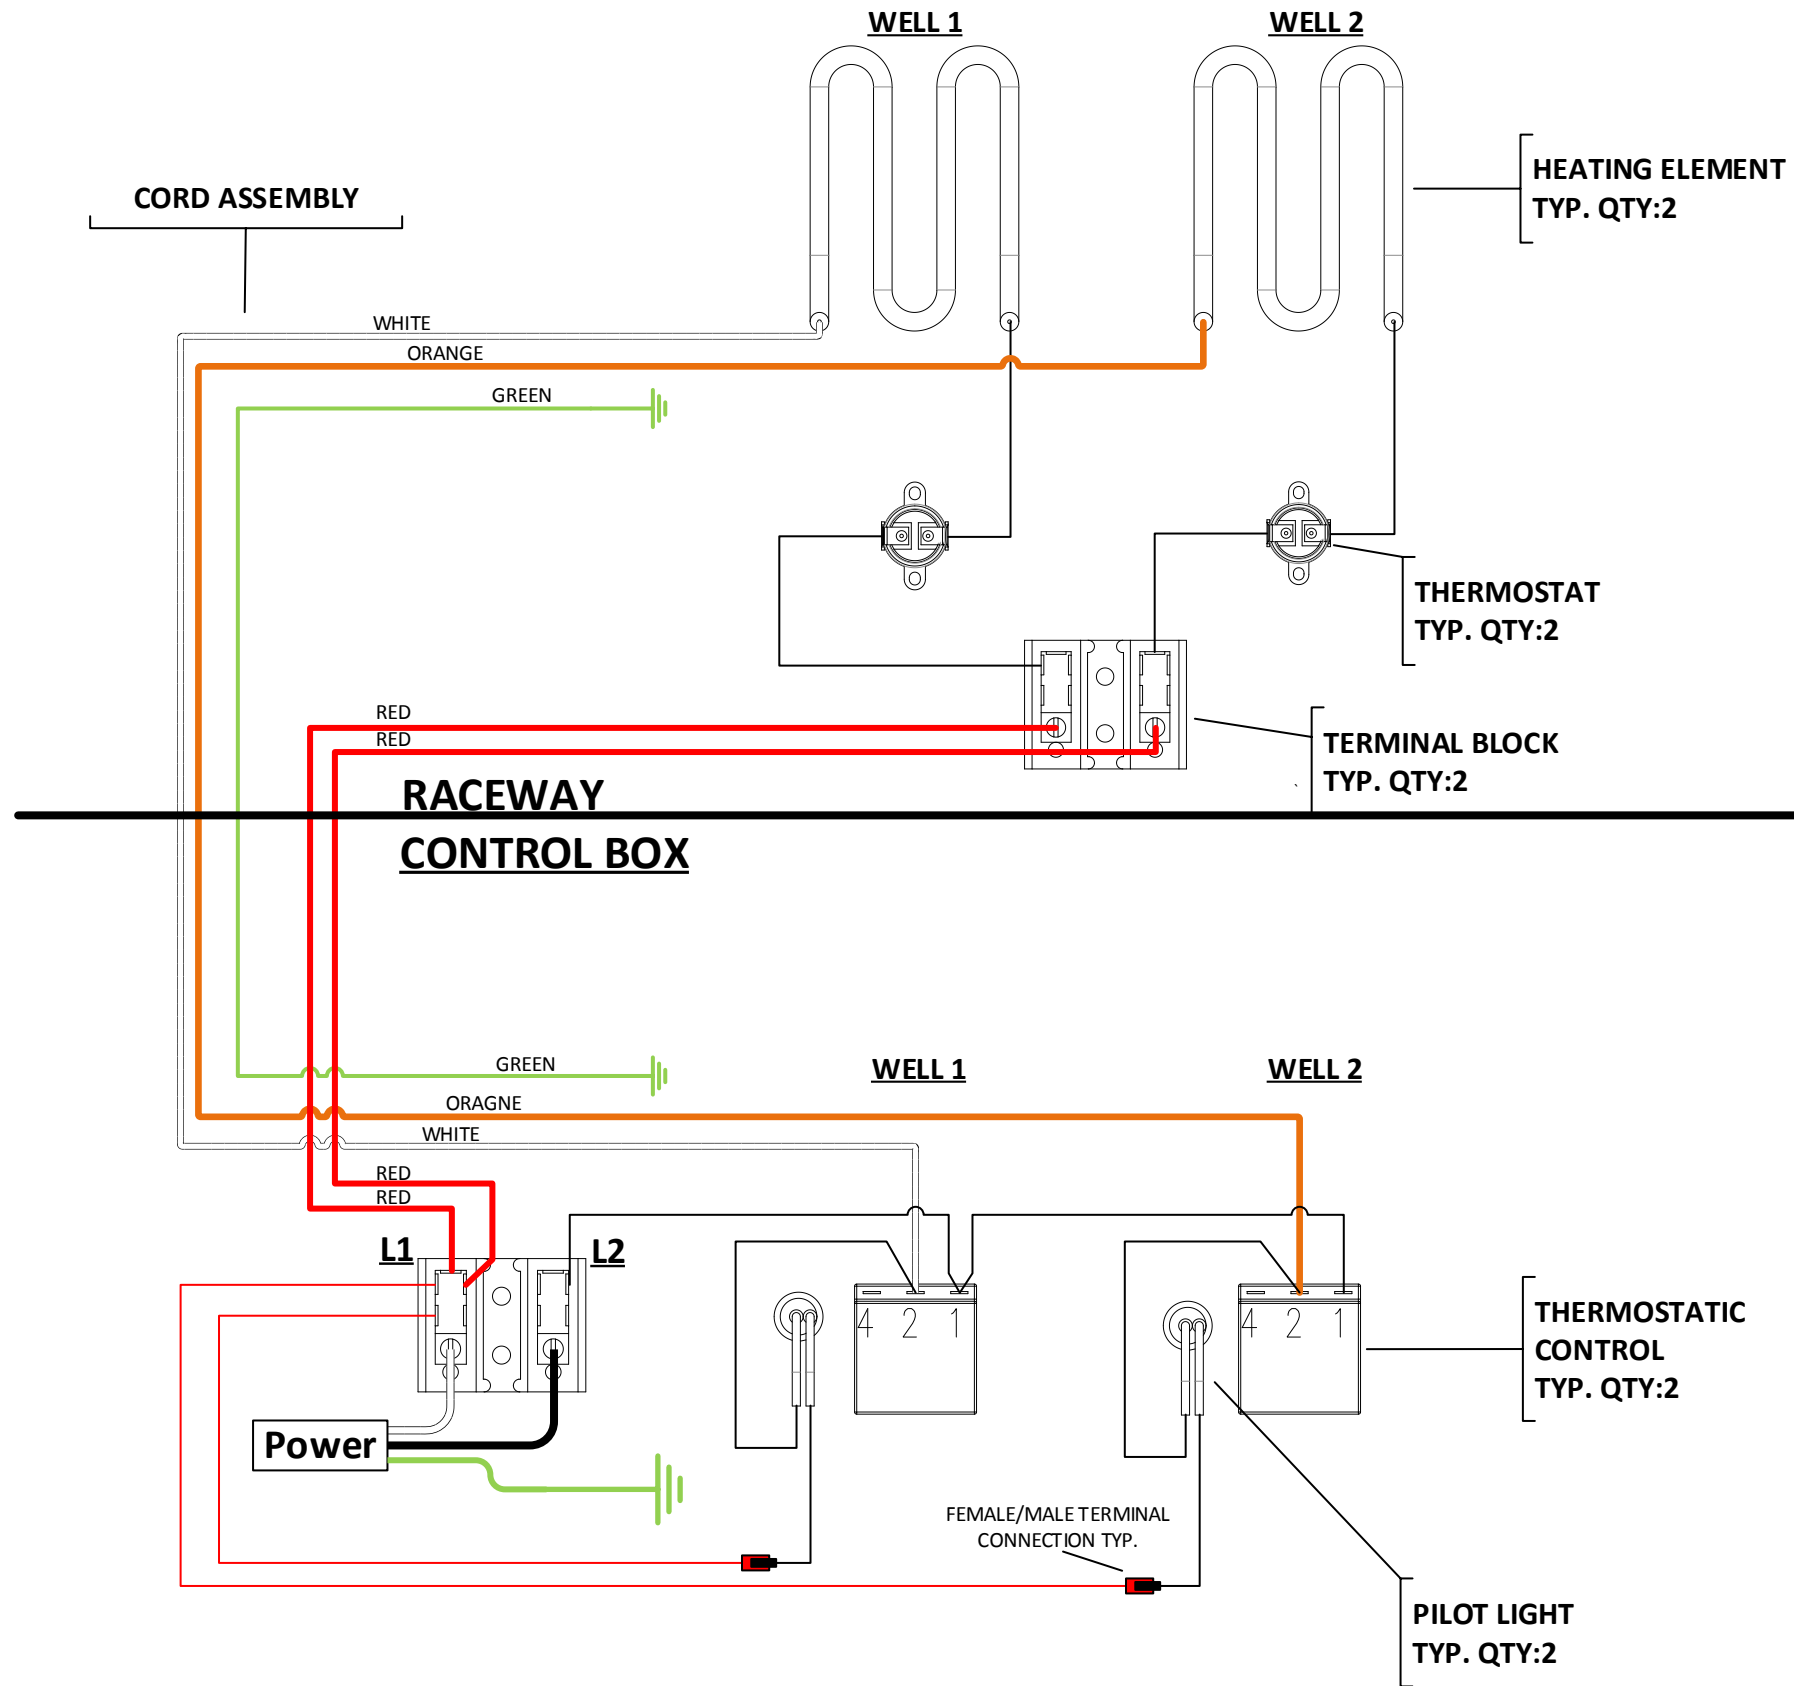 WELL 1
WELL 2
HEATING ELEMENT
TYP. QTY:2
CORD ASSEMBLY
WHITE
ORANGE
GREEN
THERMOSTAT
TYP. QTY:2
RED
RED
TERMINAL BLOCK
TYP. QTY:2
RACEWAY
CONTROL BOX
GREEN
WELL 1
WELL 2
ORAGNE
WHITE
RED
RED
L1
L2
4 2 1
4 2 1
THERMOSTATIC
CONTROL
TYP. QTY:2
Power
FEMALE/MALE TERMINAL
CONNECTION TYP.
PILOT LIGHT
TYP. QTY:2